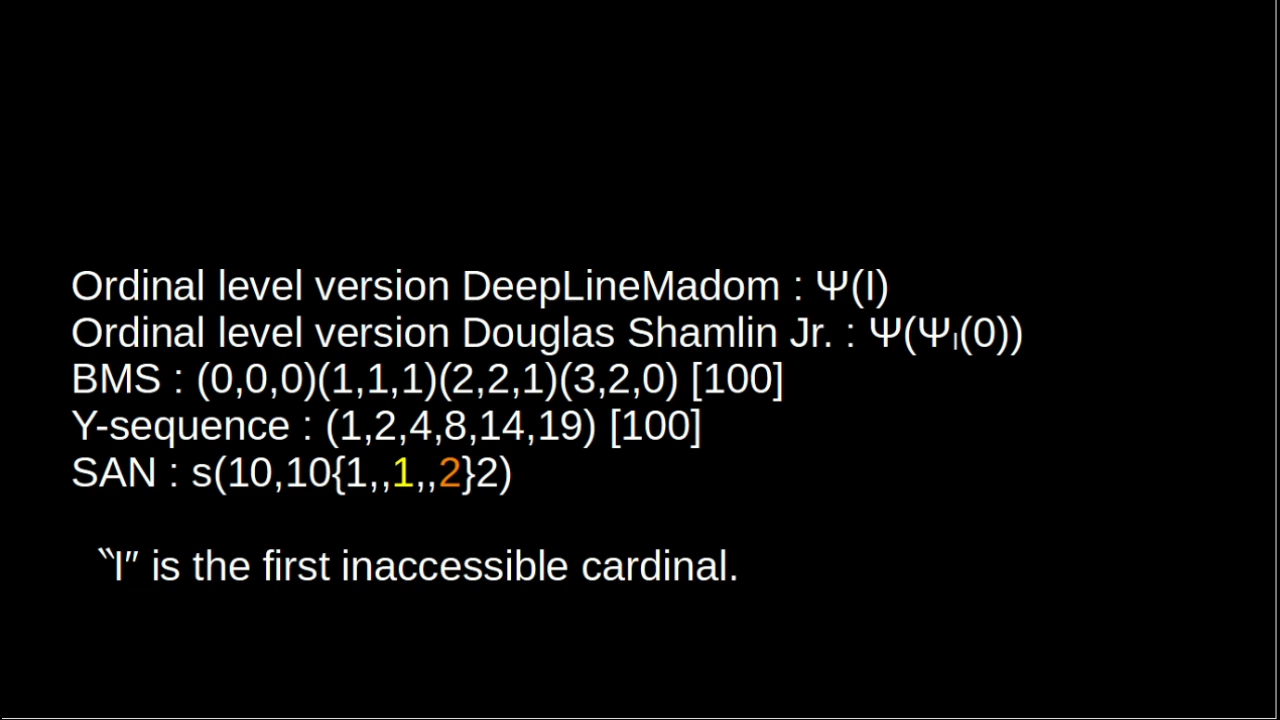 Ordinal level version DeepLineMadom : Ψ(I)
Ordinal level version Douglas Shamlin Jr. : Ψ(Ψᵢ(0))
BMS : (0,0,0)(1,1,1)(2,2,1)(3,2,0) [100]
Y-sequence : (1,2,4,8,14,19) [100]
SAN : s(10,10{1,,1,,2}2)
‶I″ is the first inaccessible cardinal.